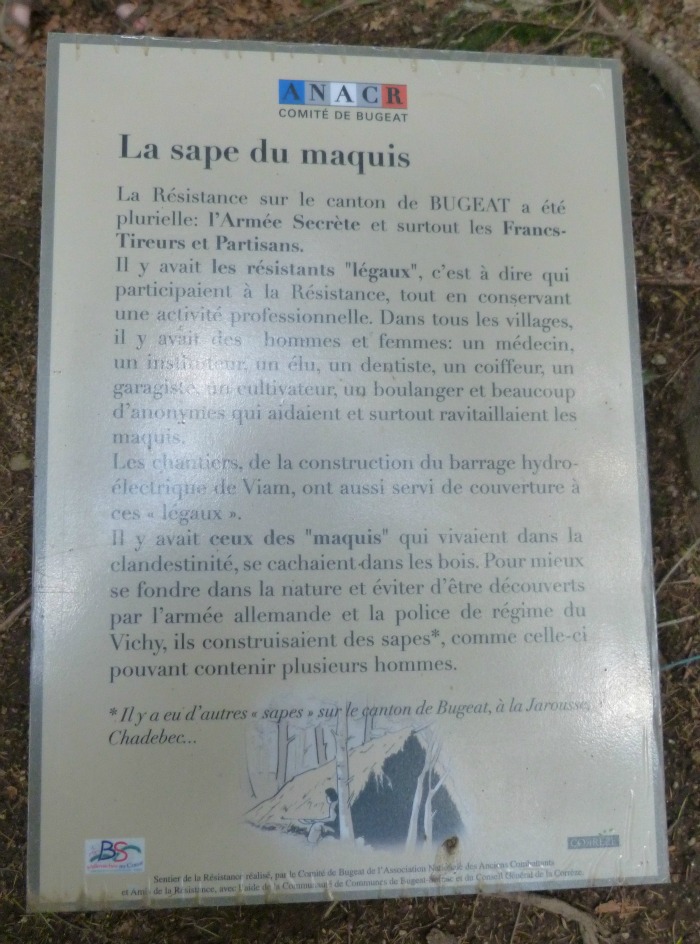 ANACR
COMITÉ DE BUGEAT
La sape du maquis
La Résistance sur le canton de BUGEAT a été
plurielle: l'Armée Secrète et surtout les Francs-
Tireurs et Partisans.
Il y avait les résistants "légaux", c'est à dire qui
participaient à la Résistance, tout en conservant
une activité professionnelle. Dans tous les villages,
il y avait des hommes et femmes: un médecin,
un instituteur, un élu, un dentiste, un coiffeur, un
garagiste, un cultivateur, un boulanger et beaucoup
d'anonymes qui aidaient et surtout ravitaillaient les
maquis.
Les chantiers, de la construction du barrage hydro-
électrique de Viam, ont aussi servi de couverture à
ces « légaux ».
Il y avait ceux des "maquis" qui vivaient dans la
clandestinité, se cachaient dans les bois. Pour mieux
se fondre dans la nature et éviter d'être découverts
par l'armée allemande et la police de régime du
Vichy, ils construisaient des sapes*, comme celle-ci
pouvant contenir plusieurs hommes.
* Il y a eu d'autres « sapes » sur le canton de Bugeat, à la Jarousse,
Chadebec...
BS
CORRÈZE
Sentier de la Résistance réalisé, par le Comité de Bugeat de l'Association Nationale des Anciens Combattants
et Amis de la Résistance, avec l'aide de la Communauté de Communes de Bugeat-Sornac et du Conseil Général de la Corrèze.